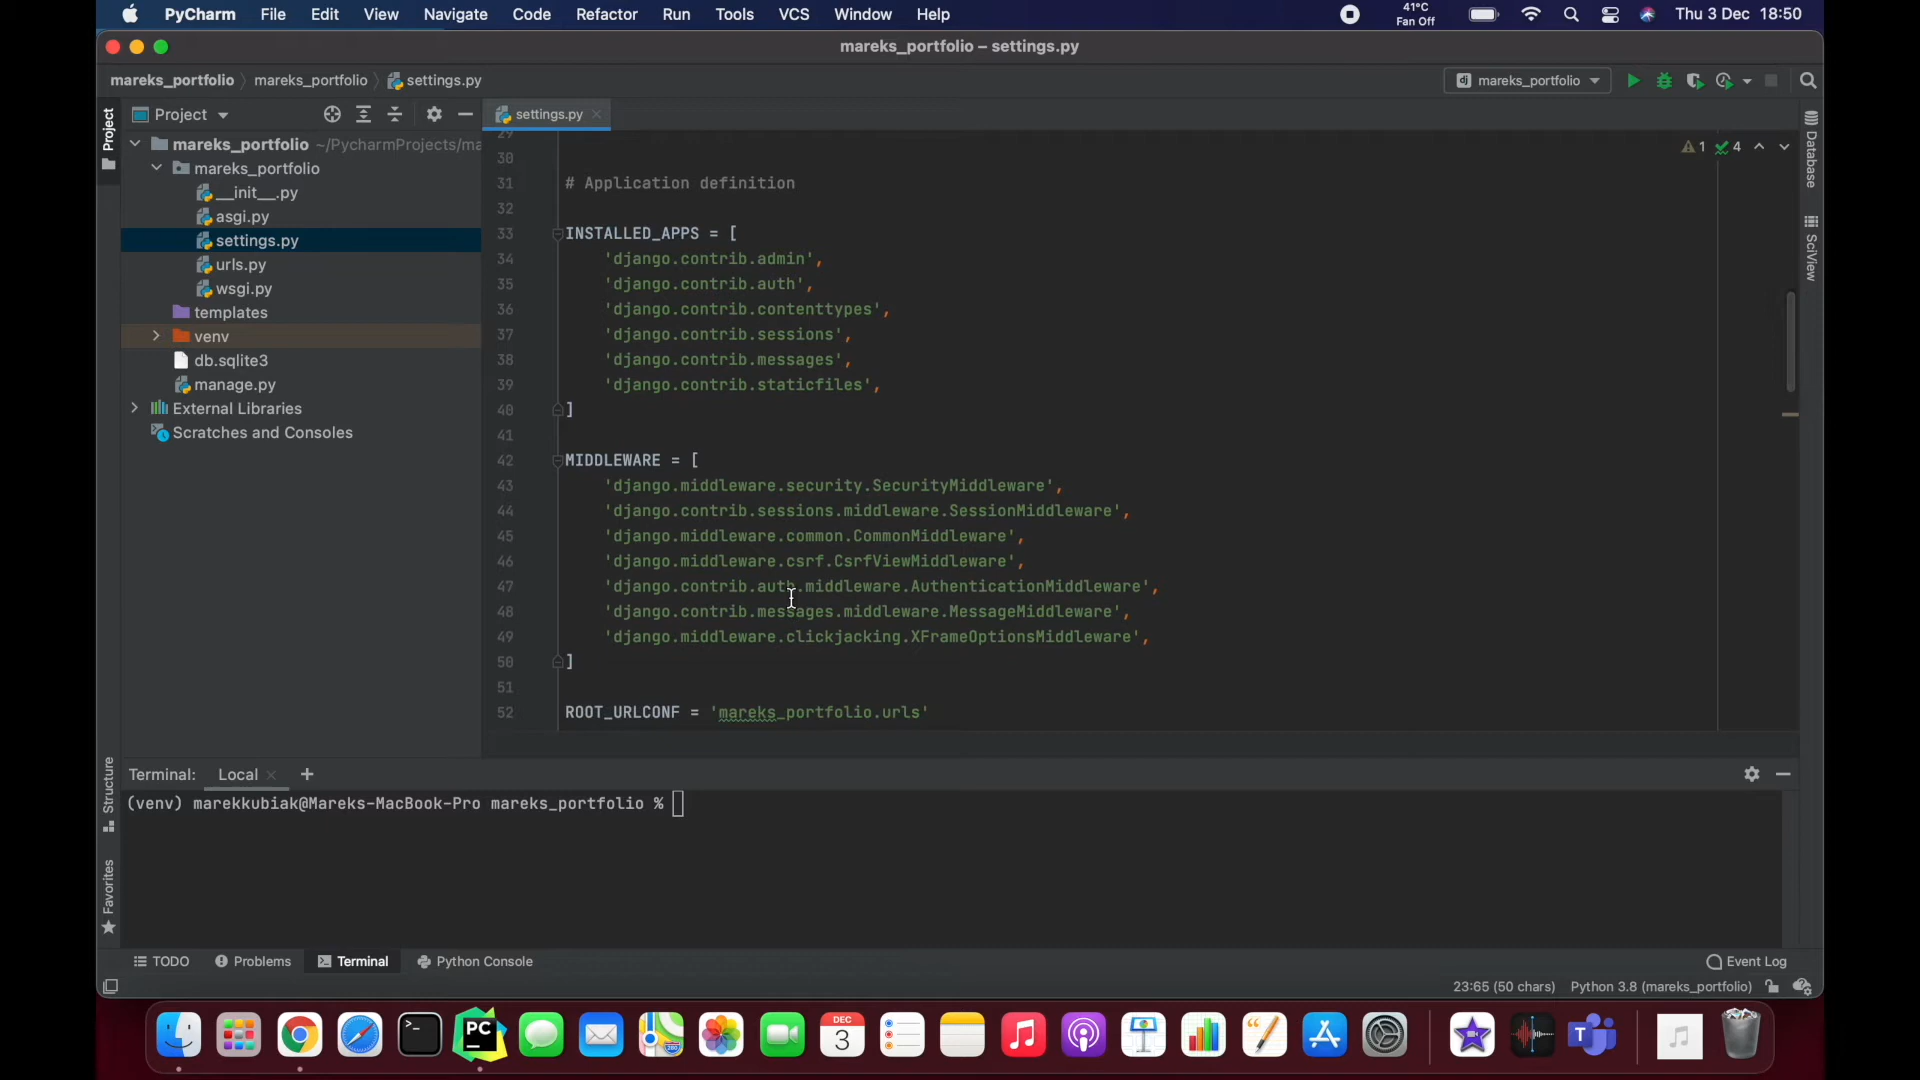 PyCharm File Edit View Navigate Code Refactor Run Tools VCS Window Help 41°C Fan Off Thu 3 Dec 18:50
mareks_portfolio – settings.py
mareks_portfolio mareks_portfolio settings.py mareks_portfolio
Project
Project
settings.py
mareks_portfolio ~/PycharmProjects/ma
mareks_portfolio
__init__.py
asgi.py
settings.py
urls.py
wsgi.py
templates
venv
db.sqlite3
manage.py
External Libraries
Scratches and Consoles
1 4
29
30
31 # Application definition
32
33 INSTALLED_APPS = [
34 'django.contrib.admin',
35 'django.contrib.auth',
36 'django.contrib.contenttypes',
37 'django.contrib.sessions',
38 'django.contrib.messages',
39 'django.contrib.staticfiles',
40 ]
41
42 MIDDLEWARE = [
43 'django.middleware.security.SecurityMiddleware',
44 'django.contrib.sessions.middleware.SessionMiddleware',
45 'django.middleware.common.CommonMiddleware',
46 'django.middleware.csrf.CsrfViewMiddleware',
47 'django.contrib.auth.middleware.AuthenticationMiddleware',
48 'django.contrib.messages.middleware.MessageMiddleware',
49 'django.middleware.clickjacking.XFrameOptionsMiddleware',
50 ]
51
52 ROOT_URLCONF = 'mareks_portfolio.urls'
Database
SciView
Structure
Favorites
Terminal: Local
(venv) marekkubiak@Mareks-MacBook-Pro mareks_portfolio %
TODO Problems Terminal Python Console Event Log
23:65 (50 chars) Python 3.8 (mareks_portfolio)
PC
DEC
3